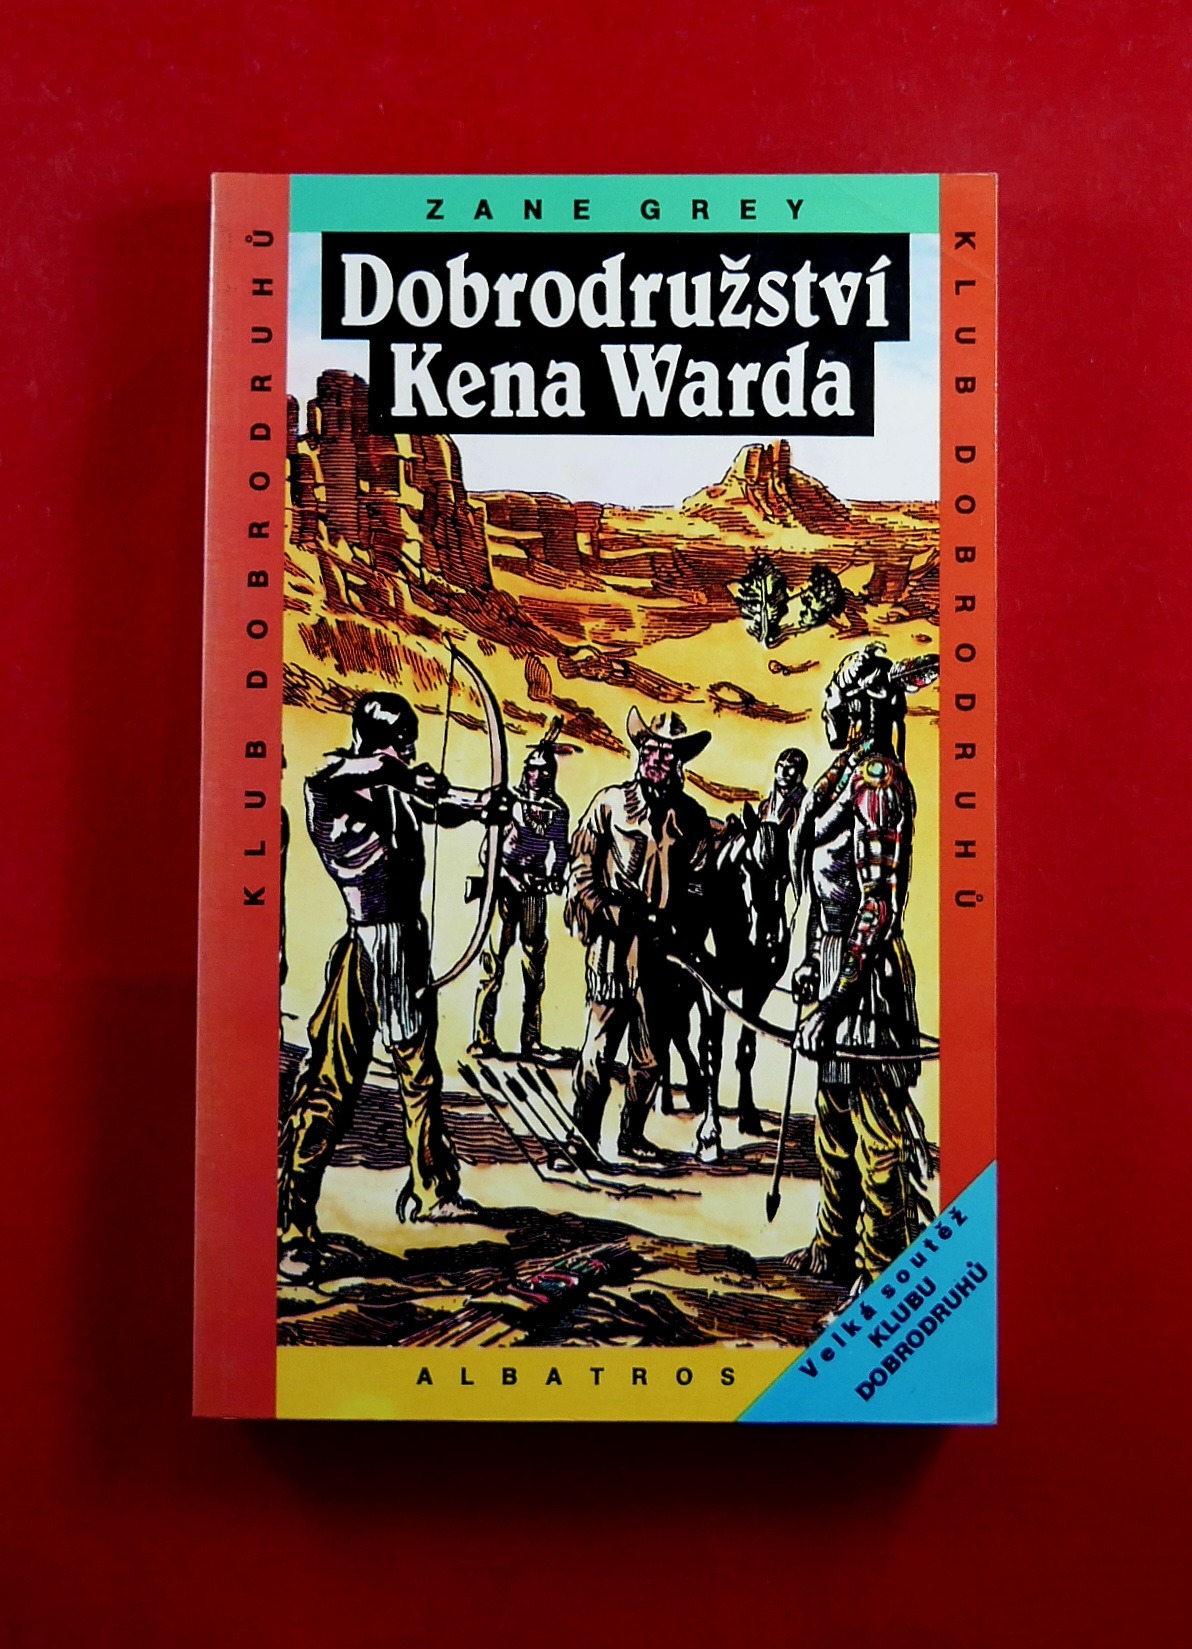 ZANE GREY
Dobrodružství
Kena Warda
KLUB DOBRODRUHŮ
KLUB DOBRODRUHŮ
Velká soutěž
KLUBU
DOBRODRUHŮ
ALBATROS